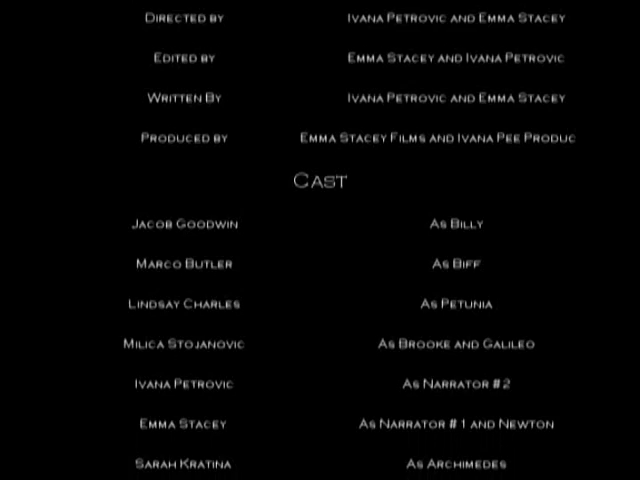 Directed by Ivana Petrovic and Emma Stacey
Edited by Emma Stacey and Ivana Petrovic
Written By Ivana Petrovic and Emma Stacey
Produced by Emma Stacey Films and Ivana Pee Produc
Cast
Jacob Goodwin As Billy
Marco Butler As Biff
Lindsay Charles As Petunia
Milica Stojanovic As Brooke and Galileo
Ivana Petrovic As Narrator #2
Emma Stacey As Narrator #1 and Newton
Sarah Kratina As Archimedes